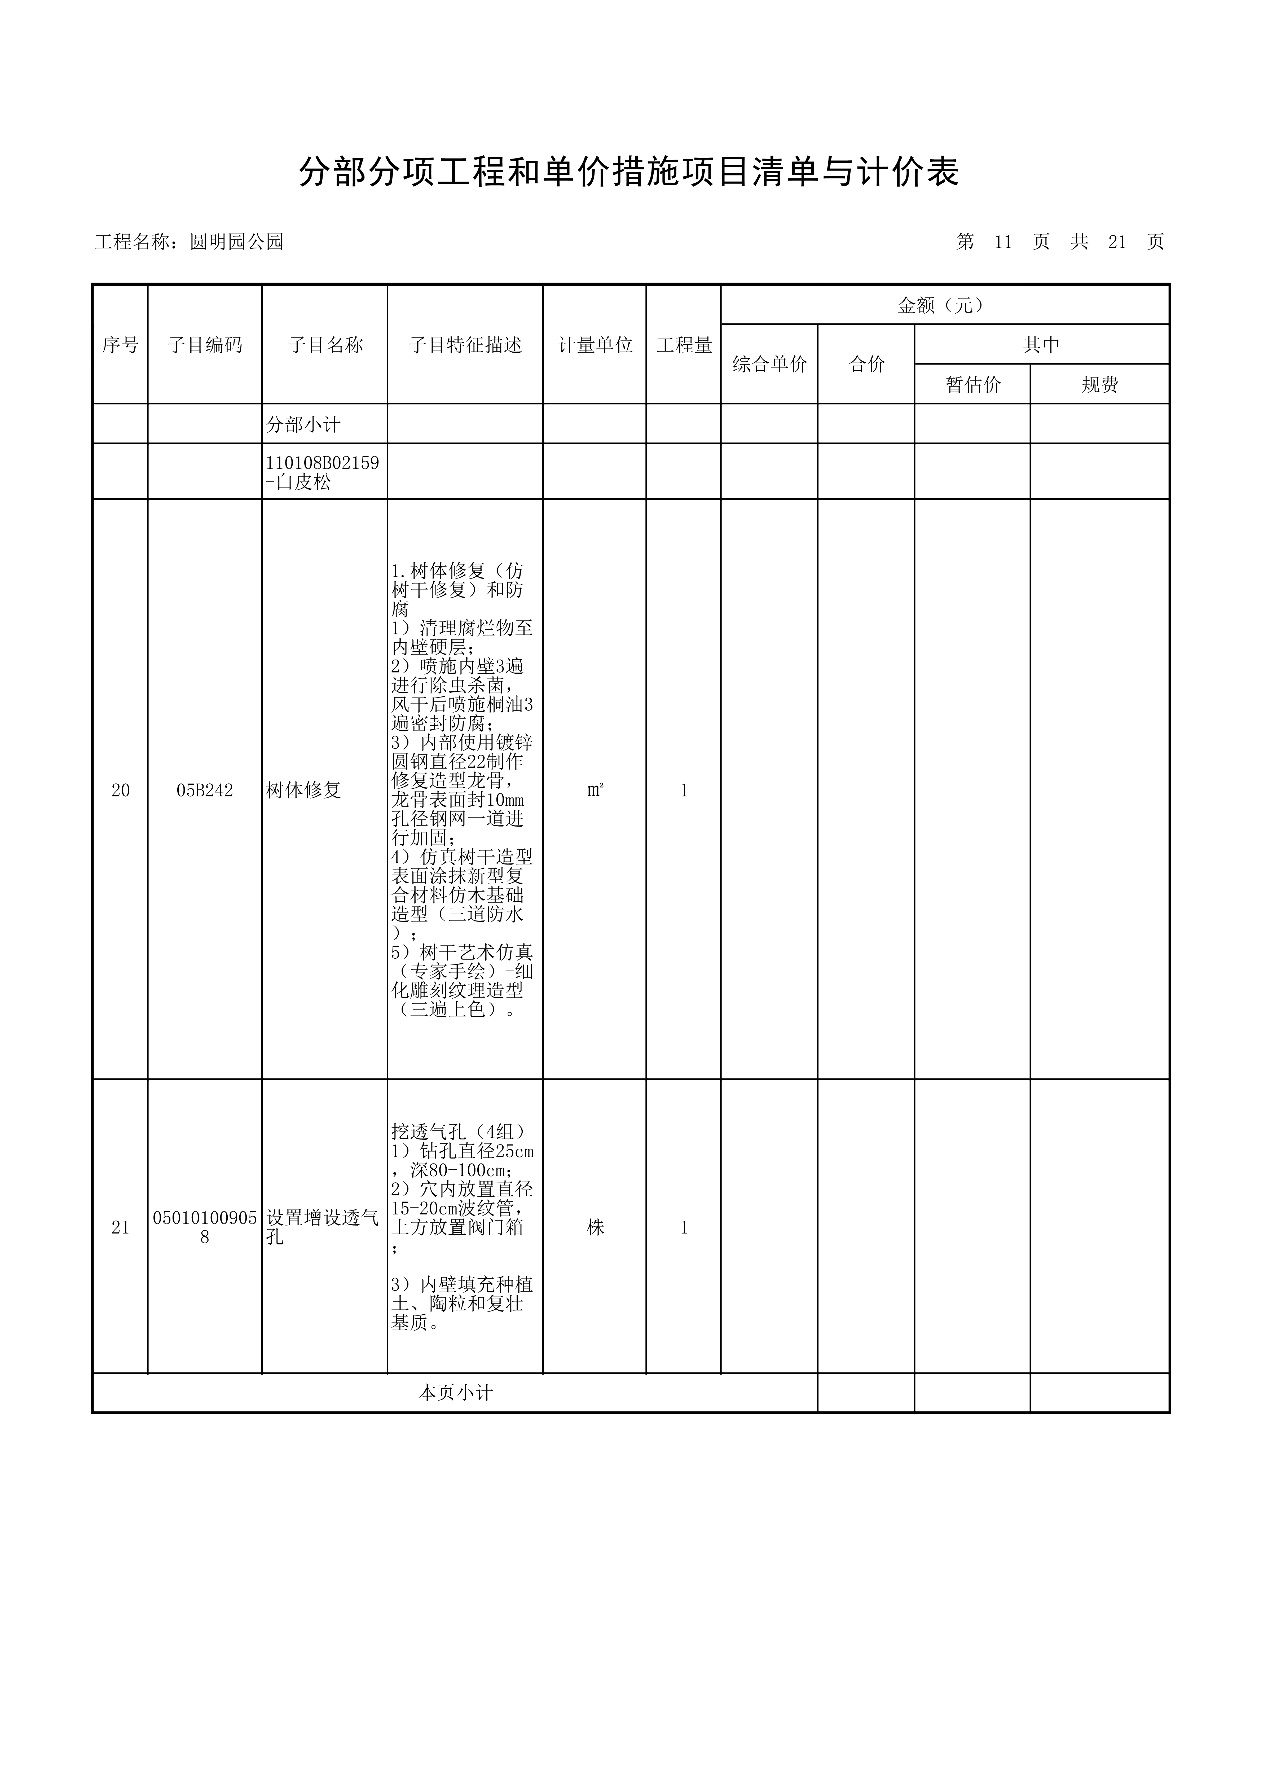 分部分项工程和单价措施项目清单与计价表
工程名称：圆明园公园
第 11 页 共 21 页
序号
子目编码
子目名称
子目特征描述
计量单位
工程量
金额（元）
综合单价
合价
其中
暂估价
规费
分部小计
110108B02159
-白皮松
20
05B242
树体修复
1.树体修复（仿
树干修复）和防
腐
1）清理腐烂物至
内壁硬层；
2）喷施内壁3遍
进行除虫杀菌，
风干后喷施桐油3
遍密封防腐；
3）内部使用镀锌
圆钢直径22制作
修复造型龙骨，
龙骨表面封10mm
孔径钢网一道进
行加固；
4）仿真树干造型
表面涂抹新型复
合材料仿木基础
造型（三道防水
）；
5）树干艺术仿真
（专家手绘）-细
化雕刻纹理造型
（三遍上色）。
m²
1
21
05010100905
8
设置增设透气
孔
挖透气孔（4组）
1）钻孔直径25cm
，深80-100cm；
2）穴内放置直径
15-20cm波纹管，
上方放置阀门箱
；
3）内壁填充种植
土、陶粒和复壮
基质。
株
1
本页小计